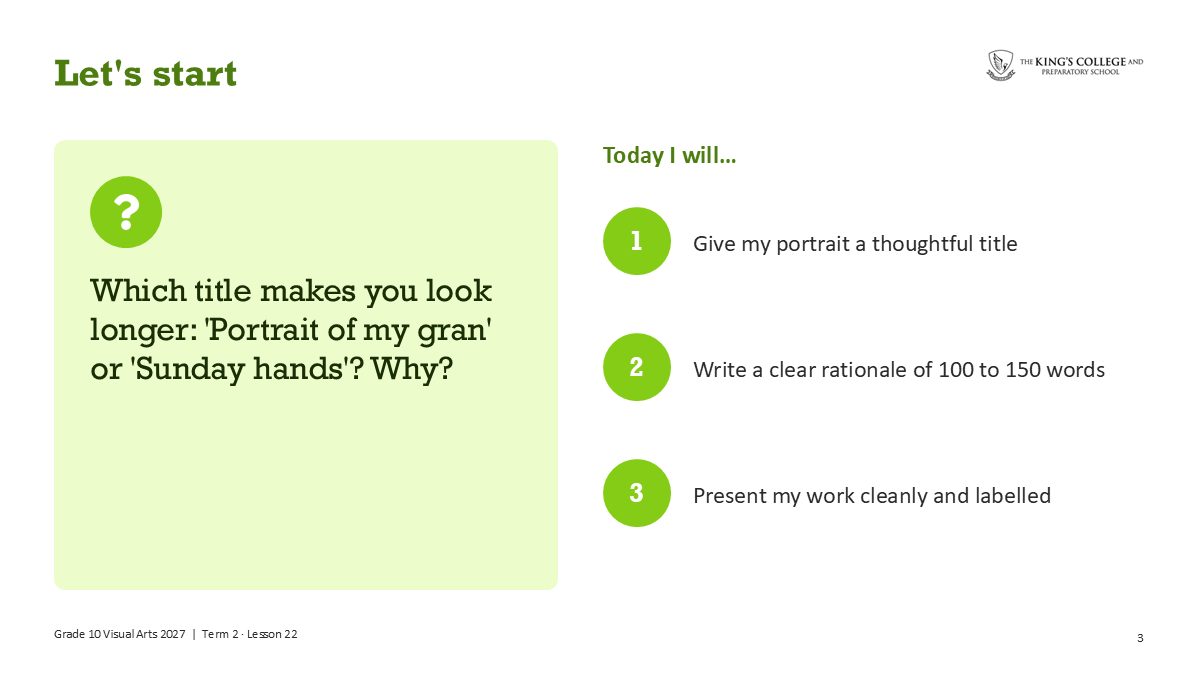 Let's start
THE KING'S COLLEGE AND
PREPARATORY SCHOOL
?
Which title makes you look
longer: 'Portrait of my gran'
or 'Sunday hands'? Why?
Today I will...
1 Give my portrait a thoughtful title
2 Write a clear rationale of 100 to 150 words
3 Present my work cleanly and labelled
Grade 10 Visual Arts 2027 | Term 2 · Lesson 22
3